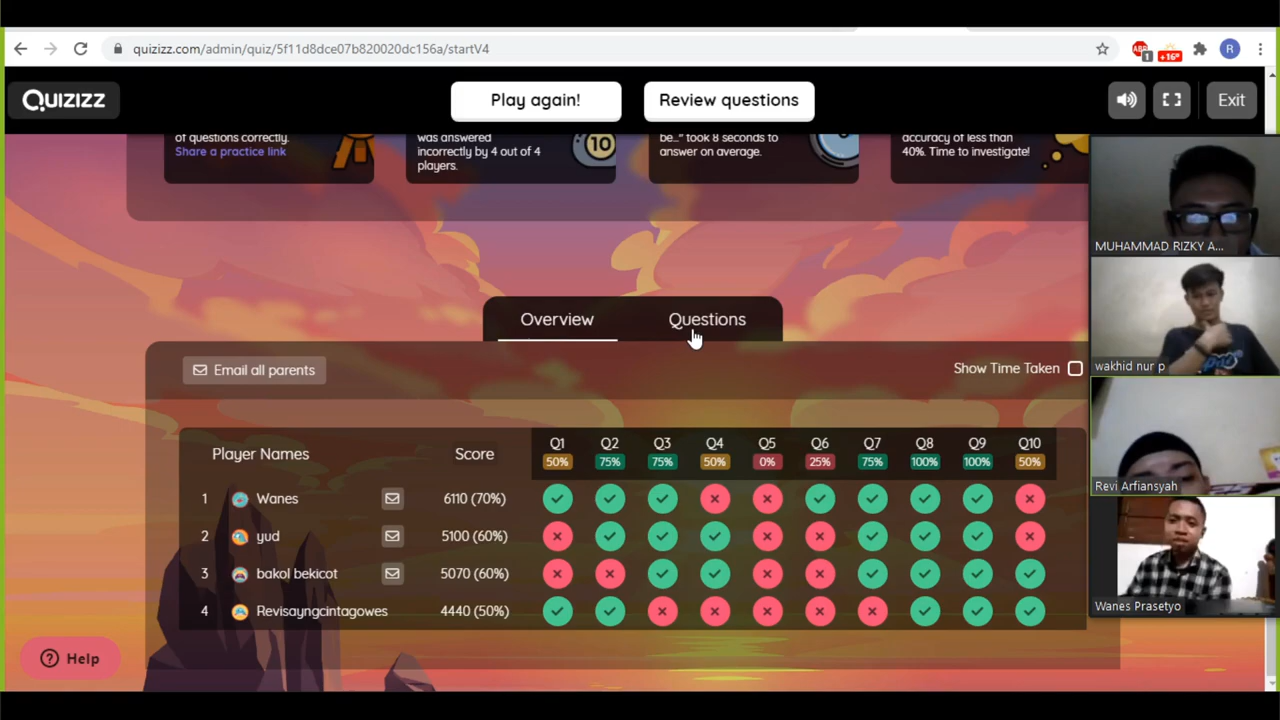 quizizz.com/admin/quiz/5f11d8dce07b820020dc156a/startV4
1
+16°
R
QUIZIZZ
Play again!
Review questions
Exit
of questions correctly.
Share a practice link
was answered
incorrectly by 4 out of 4
players.
10
be..." took 8 seconds to
answer on average.
accuracy of less than
40%. Time to investigate!
MUHAMMAD RIZKY A...
wakhid nur p
Revi Arfiansyah
Wanes Prasetyo
Overview
Questions
Email all parents
Show Time Taken
Player Names Score Q1 Q2 Q3 Q4 Q5 Q6 Q7 Q8 Q9 Q10
50% 75% 75% 50% 0% 25% 75% 100% 100% 50%
1 Wanes 6110 (70%)
2 yud 5100 (60%)
3 bakol bekicot 5070 (60%)
4 Revisayngcintagowes 4440 (50%)
Help